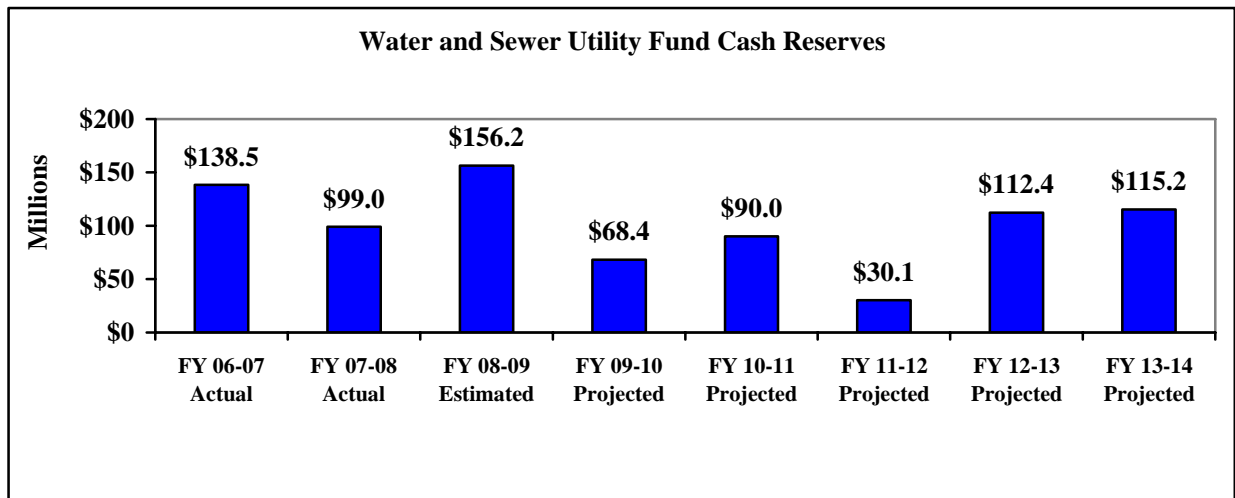 Water and Sewer Utility Fund Cash Reserves
Millions
$200
$150
$100
$50
$0
$138.5
$99.0
$156.2
$68.4
$90.0
$30.1
$112.4
$115.2
FY 06-07
Actual
FY 07-08
Actual
FY 08-09
Estimated
FY 09-10
Projected
FY 10-11
Projected
FY 11-12
Projected
FY 12-13
Projected
FY 13-14
Projected